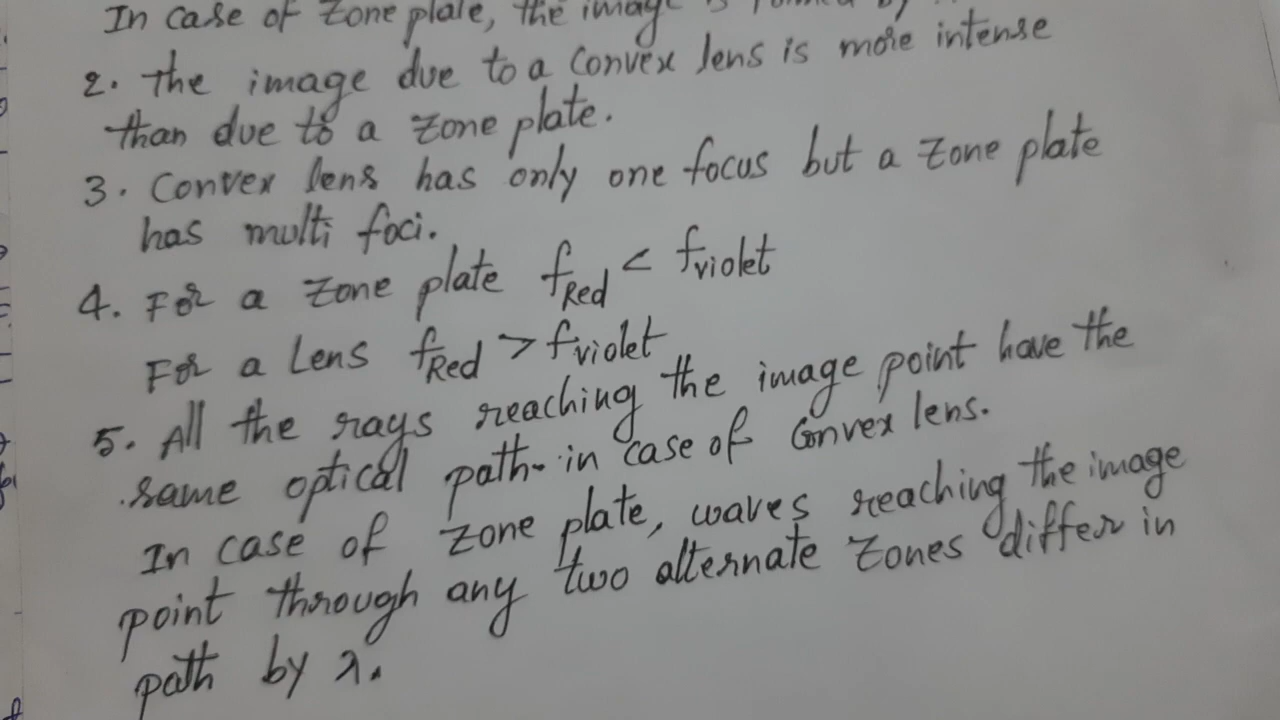 In case of Zone plate, the image is formed by
2. The image due to a Convex lens is more intense
than due to a zone plate.
3. Convex lens has only one focus but a zone plate
has multi foci.
4. For a zone plate fRed < fviolet
For a Lens fRed > fviolet
5. All the rays reaching the image point have the
same optical path in case of Convex lens.
In case of zone plate, waves reaching the image
point through any two alternate zones differ in
path by λ.